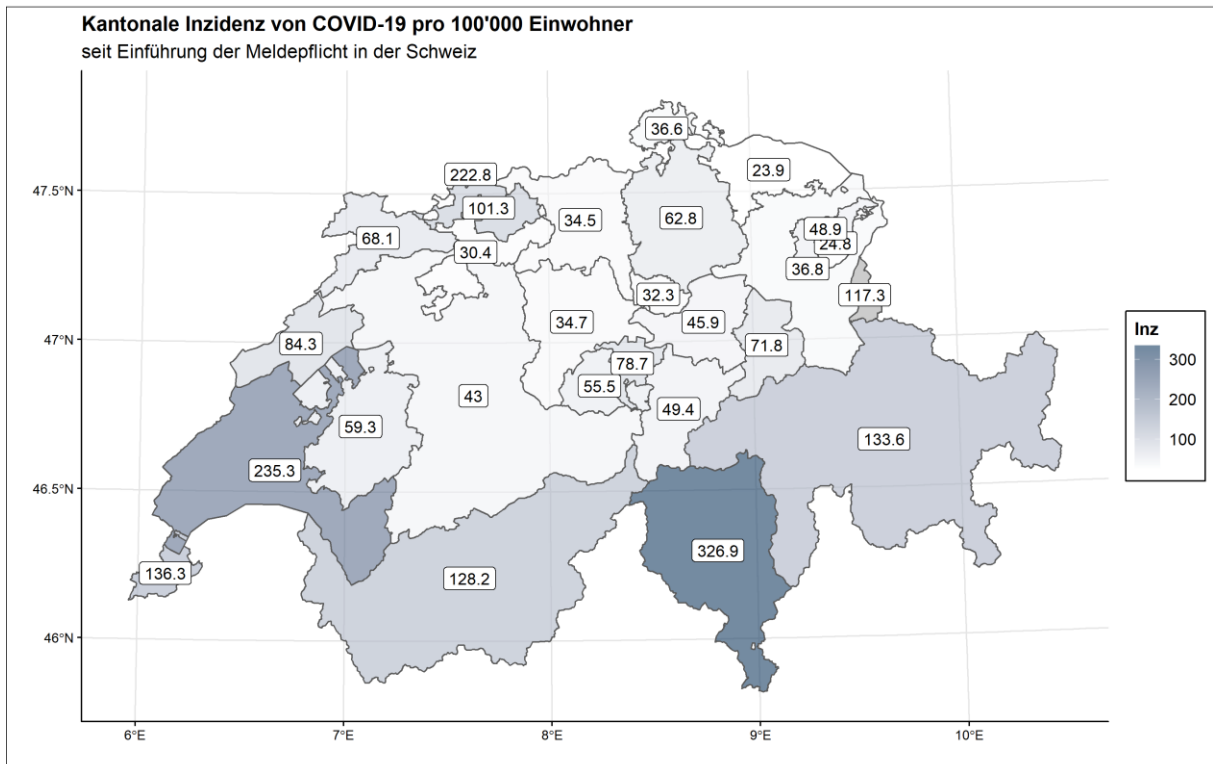 Kantonale Inzidenz von COVID-19 pro 100'000 Einwohner
seit Einführung der Meldepflicht in der Schweiz
36.6
23.9
222.8
101.3
34.5
62.8
48.9
24.8
68.1
30.4
36.8
32.3
117.3
34.7
45.9
84.3
71.8
78.7
55.5
43
49.4
59.3
133.6
235.3
326.9
136.3
128.2
47.5°N
47°N
46.5°N
46°N
6°E
7°E
8°E
9°E
10°E
Inz
300
200
100